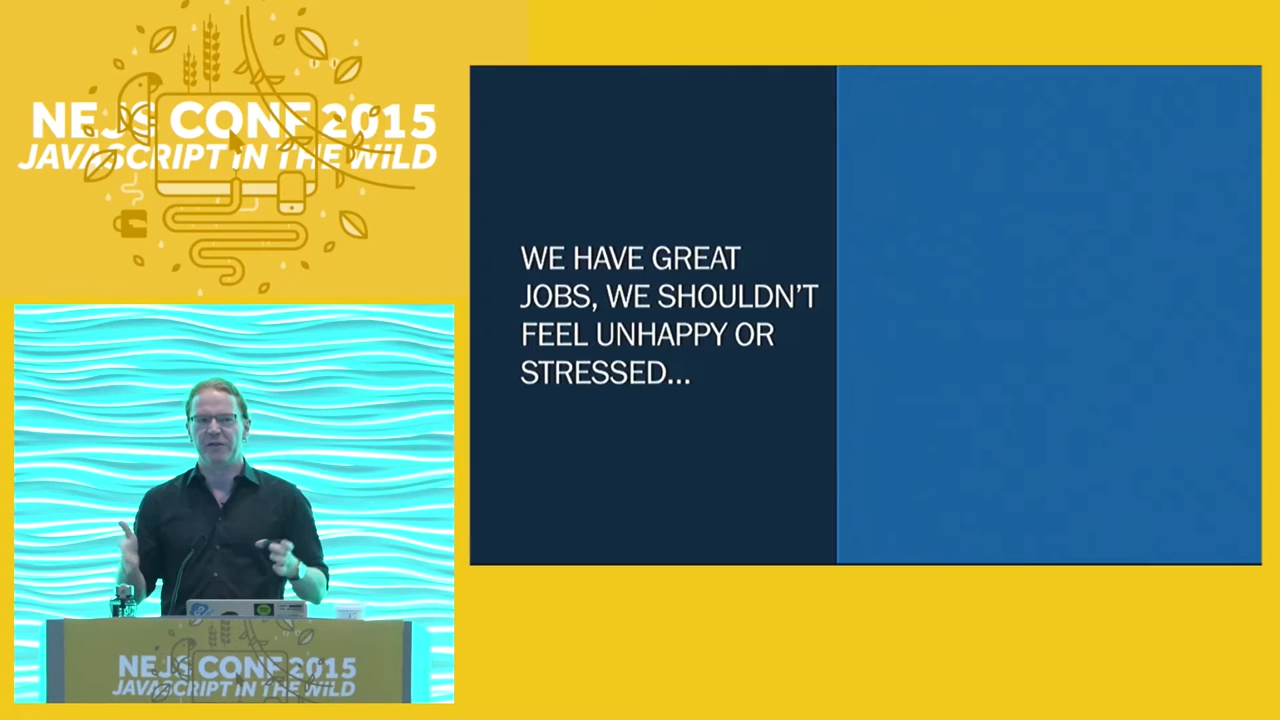 NEJS CONF 2015
JAVASCRIPT IN THE WILD
WE HAVE GREAT
JOBS, WE SHOULDN'T
FEEL UNHAPPY OR
STRESSED...
NEJS CONF 2015
JAVASCRIPT IN THE WILD